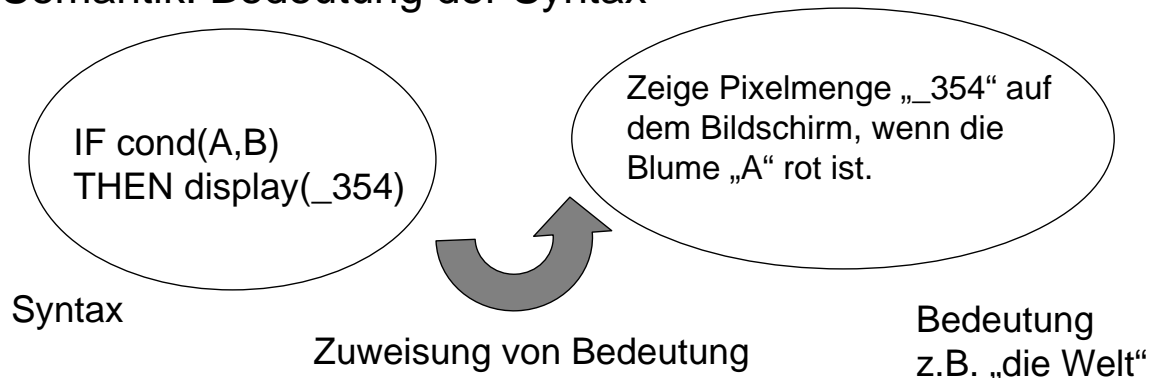 Semantik: Bedeutung der Syntax
IF cond(A,B)
THEN display(_354)
Zeige Pixelmenge „_354“ auf
dem Bildschirm, wenn die
Blume „A“ rot ist.
Syntax
Zuweisung von Bedeutung
Bedeutung
z.B. „die Welt“